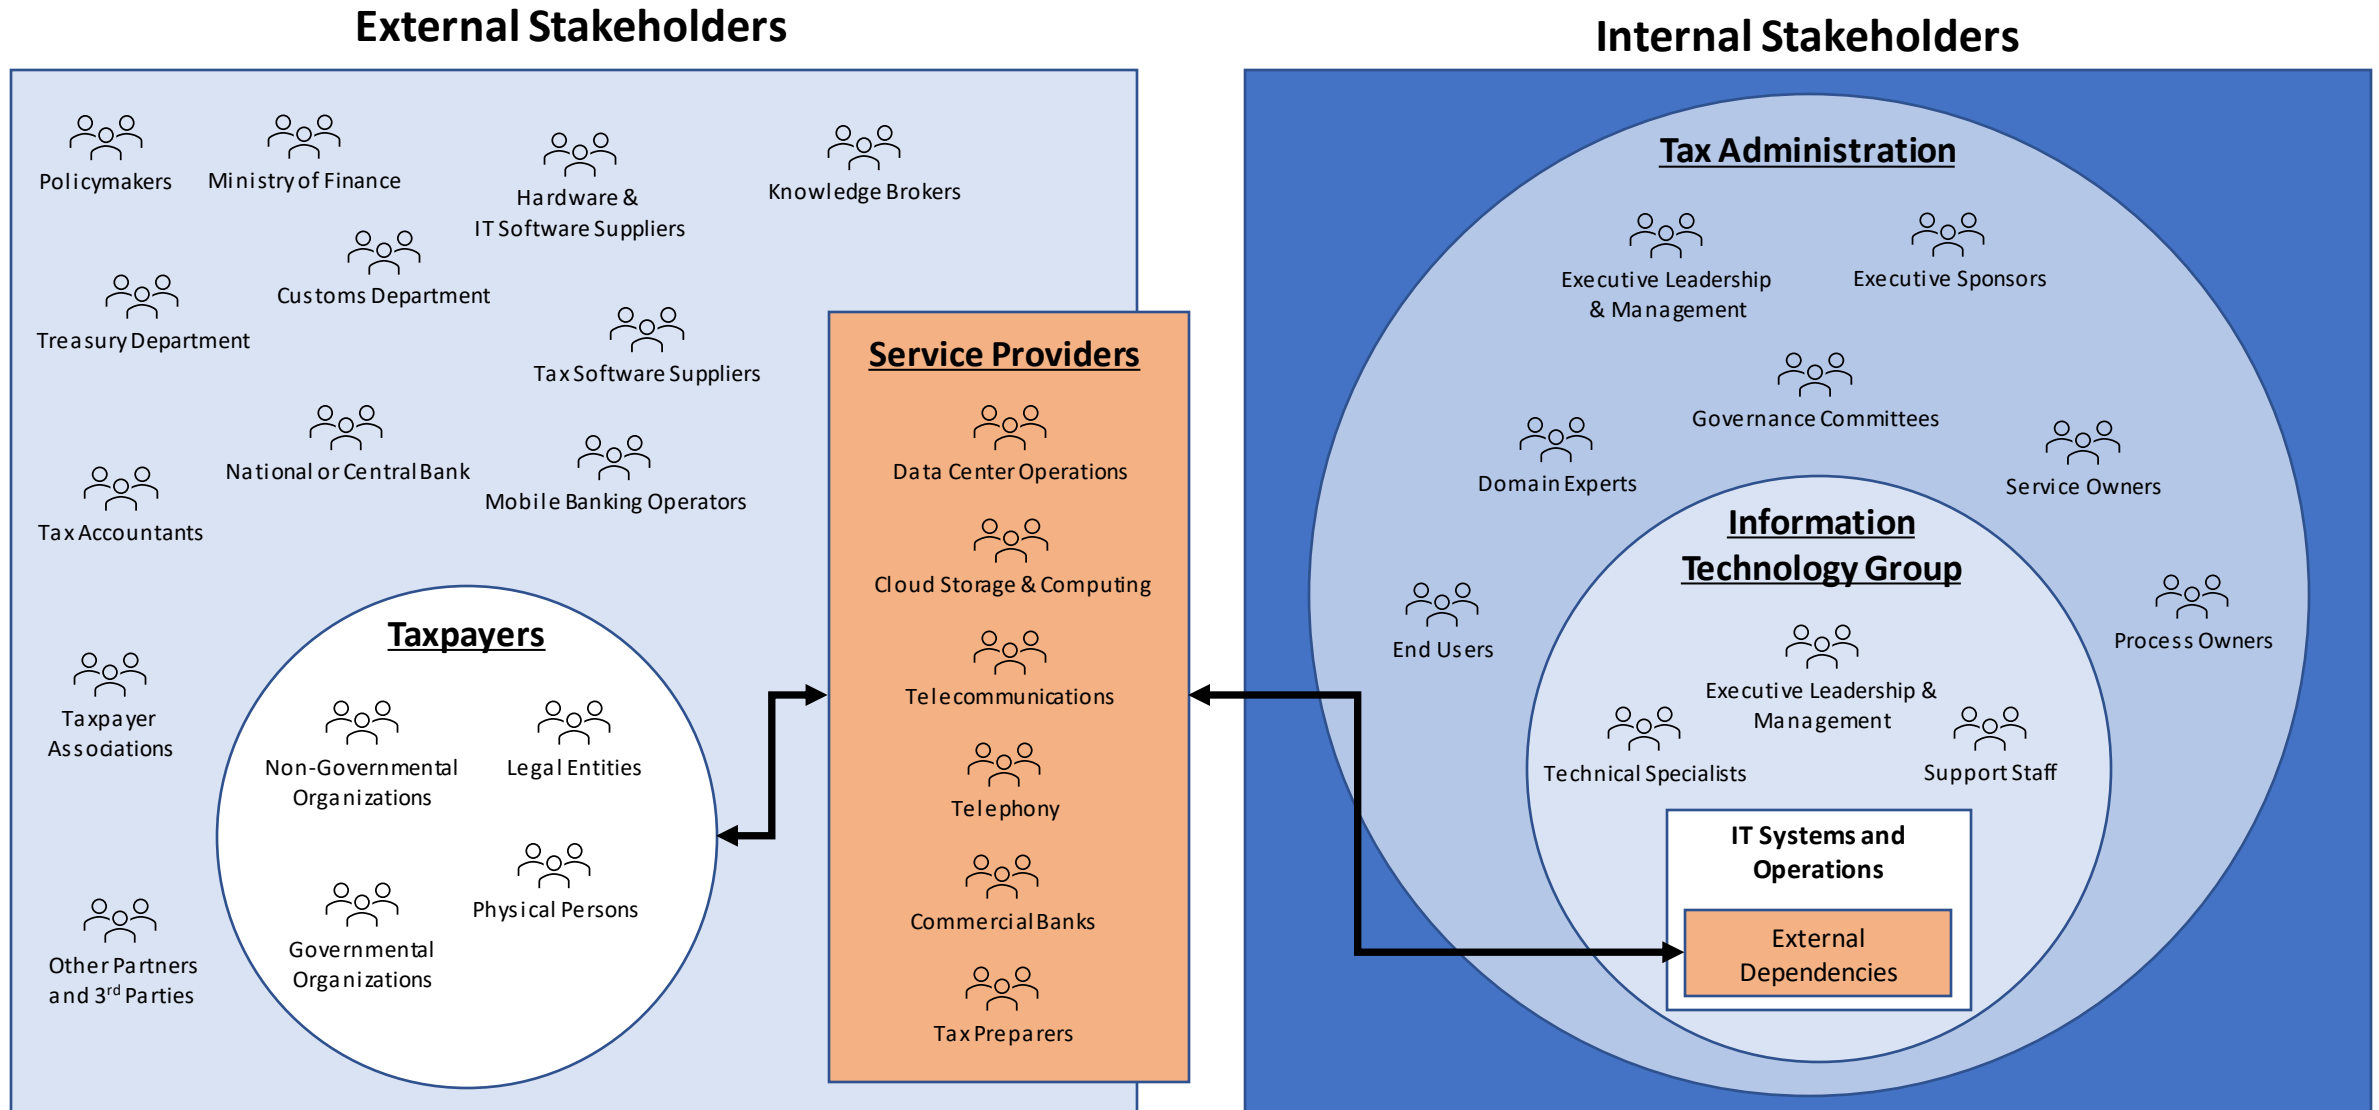 External Stakeholders
Internal Stakeholders
Policymakers
Ministry of Finance
Hardware &
IT Software Suppliers
Knowledge Brokers
Treasury Department
Customs Department
Tax Software Suppliers
National or Central Bank
Mobile Banking Operators
Tax Accountants
Taxpayer
Associations
Other Partners
and 3rd Parties
Taxpayers
Non-Governmental
Organizations
Legal Entities
Governmental
Organizations
Physical Persons
Service Providers
Data Center Operations
Cloud Storage & Computing
Telecommunications
Telephony
Commercial Banks
Tax Preparers
Tax Administration
Executive Leadership
& Management
Executive Sponsors
Governance Committees
Domain Experts
Service Owners
End Users
Process Owners
Information
Technology Group
Executive Leadership &
Management
Technical Specialists
Support Staff
IT Systems and
Operations
External
Dependencies